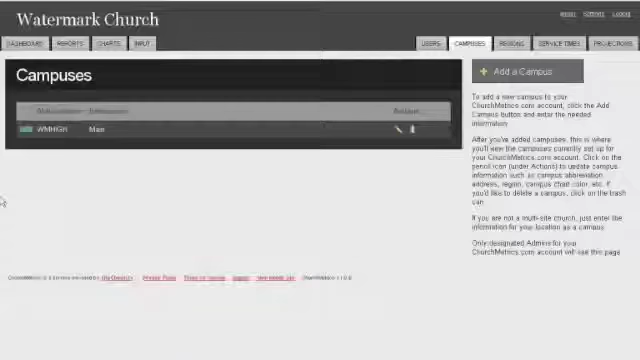 Watermark Church
Settings Logout
DASHBOARD REPORTS CHARTS INPUT USERS CAMPUSES REGIONS SERVICE TIMES PROJECTIONS
Campuses
Add a Campus
Abbreviation Actions
WMHIGH Main
To add a new campus to your
ChurchMetrics.com account, click the Add
Campus button and enter the needed
information
After you've added campuses, this is where
you'll view the campuses currently set up for
your ChurchMetrics.com account. Click on the
pencil icon (under Actions) to update campus
information such as campus abbreviation,
address, region, campus chart color, etc. If
you'd like to delete a campus, click on the trash
can
If you are not a multi-site church, just enter the
information for your location as a campus
Only designated Admins for your
ChurchMetrics.com account will see this page